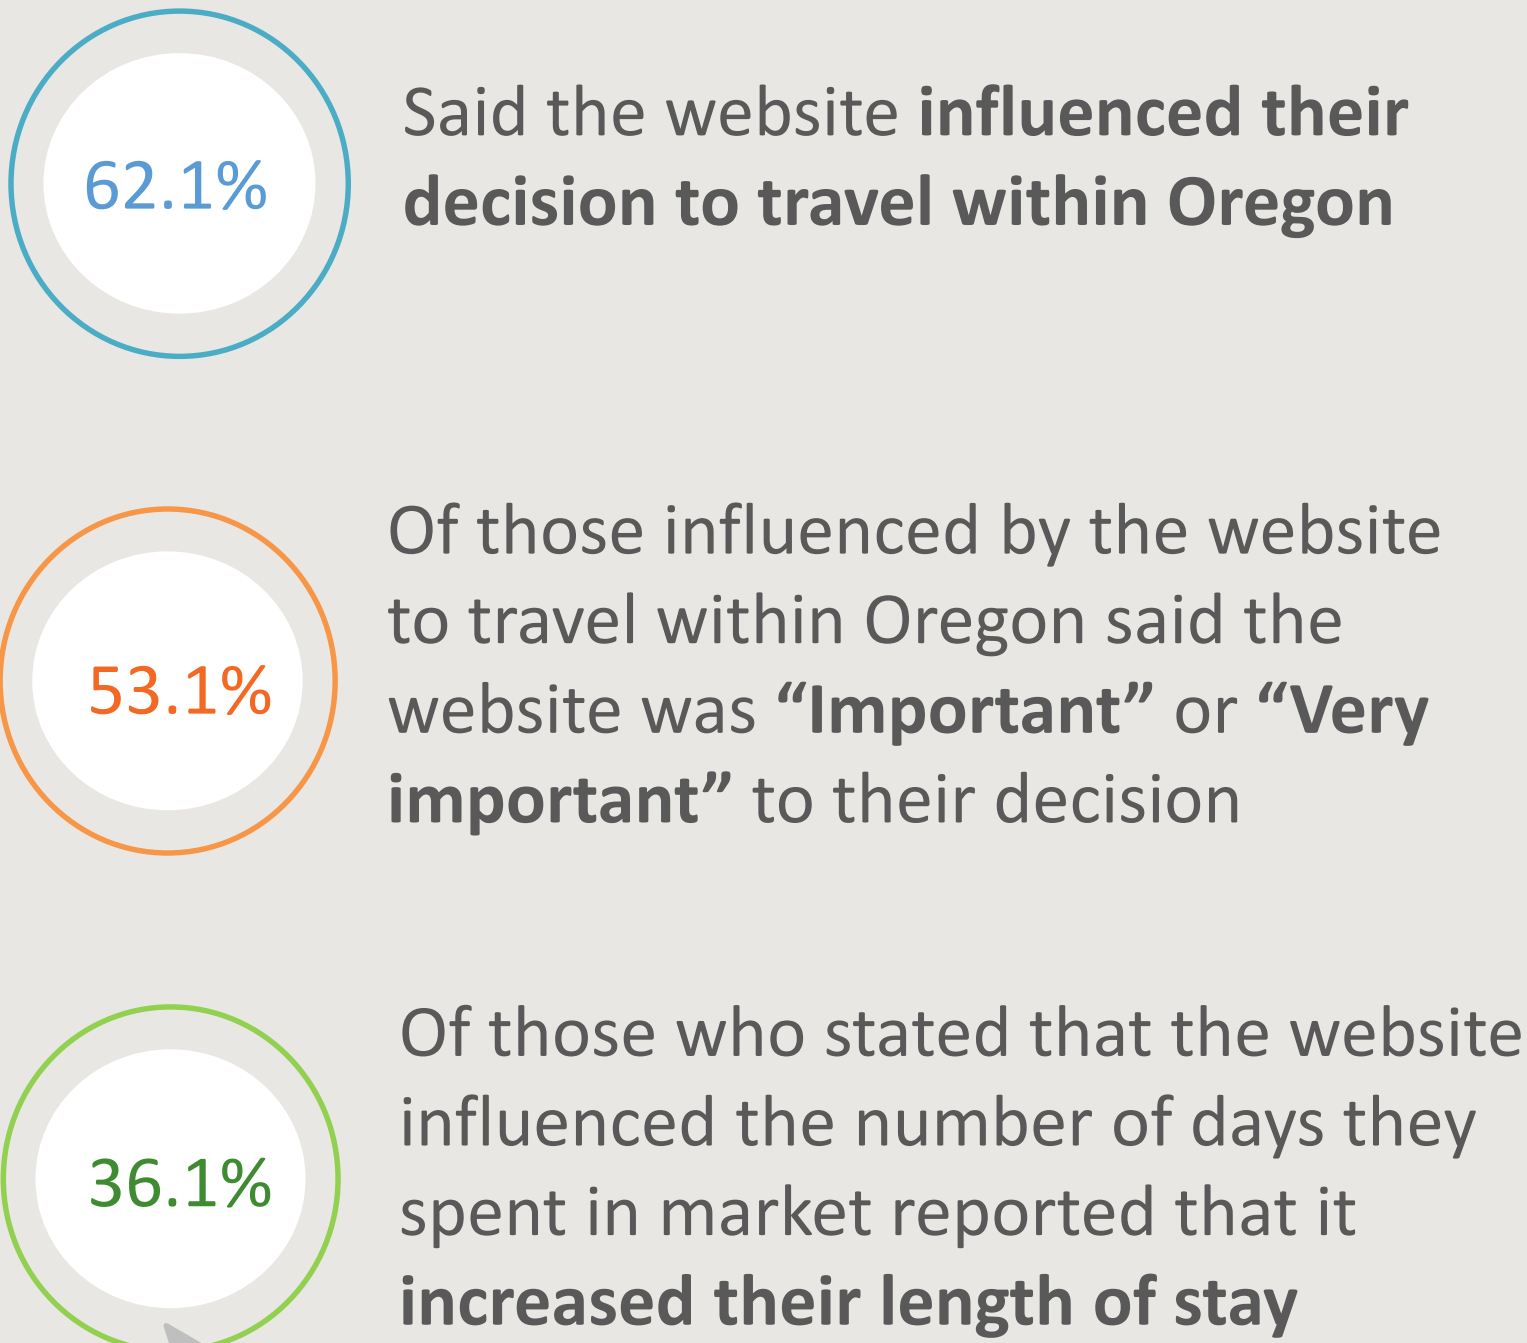 62.1%
Said the website influenced their
decision to travel within Oregon
53.1%
Of those influenced by the website
to travel within Oregon said the
website was “Important” or “Very
important” to their decision
36.1%
Of those who stated that the website
influenced the number of days they
spent in market reported that it
increased their length of stay